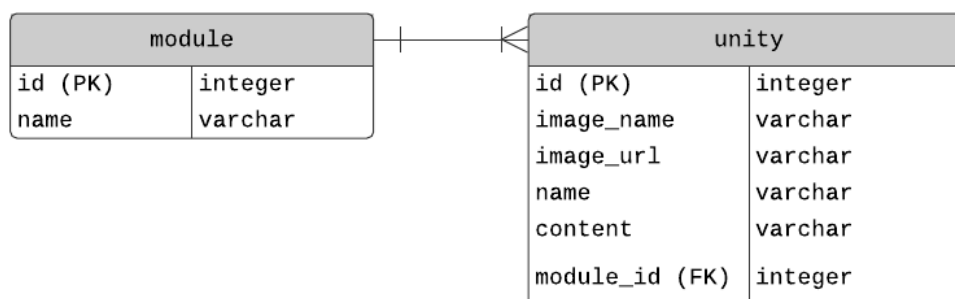 module
id (PK) integer
name varchar
unity
id (PK) integer
image_name varchar
image_url varchar
name varchar
content varchar
module_id (FK) integer